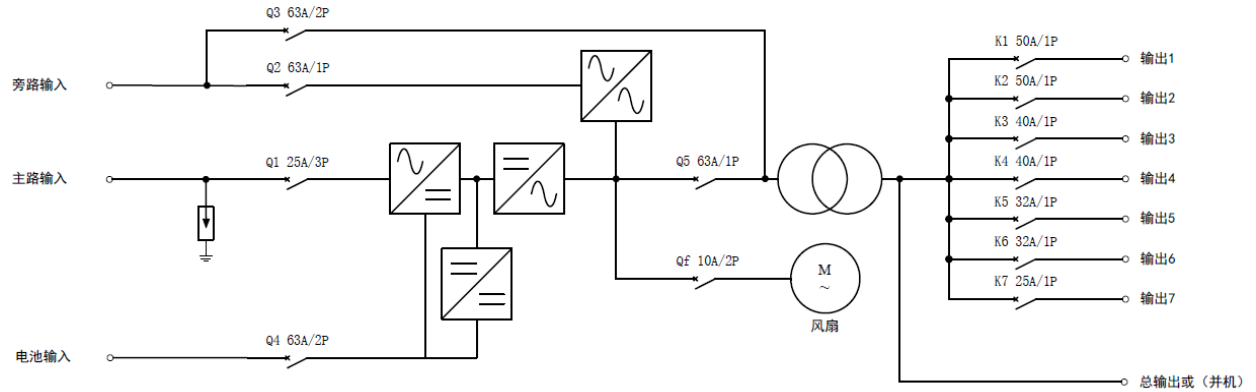 Q3 63A/2P
K1 50A/1P
输出1
Q2 63A/1P
旁路输入
K2 50A/1P
输出2
K3 40A/1P
输出3
Q1 25A/3P
Q5 63A/1P
K4 40A/1P
主路输入
输出4
K5 32A/1P
输出5
K6 32A/1P
输出6
Qf 10A/2P
M
~
K7 25A/1P
输出7
风扇
Q4 63A/2P
电池输入
总输出或（并机）